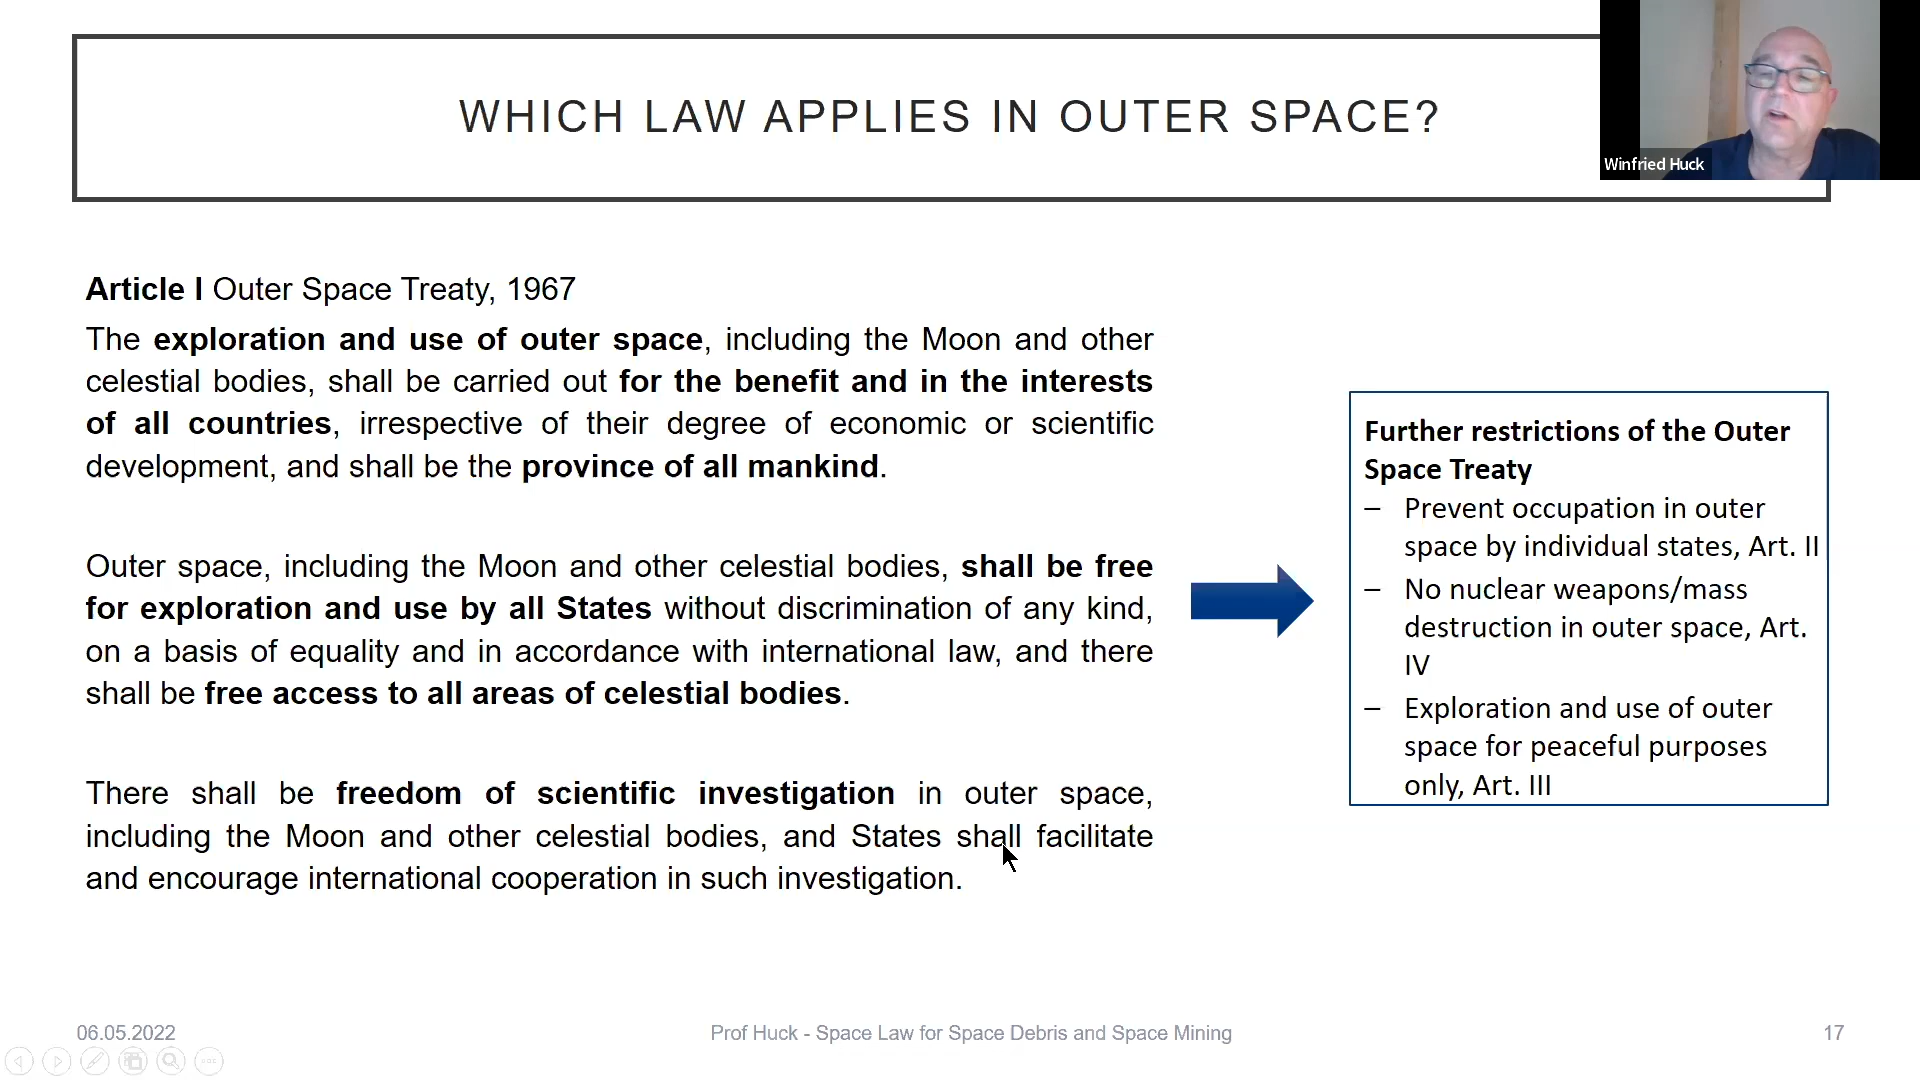 WHICH LAW APPLIES IN OUTER SPACE?
Winfried Huck
Article I Outer Space Treaty, 1967
The exploration and use of outer space, including the Moon and other
celestial bodies, shall be carried out for the benefit and in the interests
of all countries, irrespective of their degree of economic or scientific
development, and shall be the province of all mankind.
Outer space, including the Moon and other celestial bodies, shall be free
for exploration and use by all States without discrimination of any kind,
on a basis of equality and in accordance with international law, and there
shall be free access to all areas of celestial bodies.
There shall be freedom of scientific investigation in outer space,
including the Moon and other celestial bodies, and States shall facilitate
and encourage international cooperation in such investigation.
Further restrictions of the Outer
Space Treaty
– Prevent occupation in outer
space by individual states, Art. II
– No nuclear weapons/mass
destruction in outer space, Art.
IV
– Exploration and use of outer
space for peaceful purposes
only, Art. III
06.05.2022
Prof Huck - Space Law for Space Debris and Space Mining
17